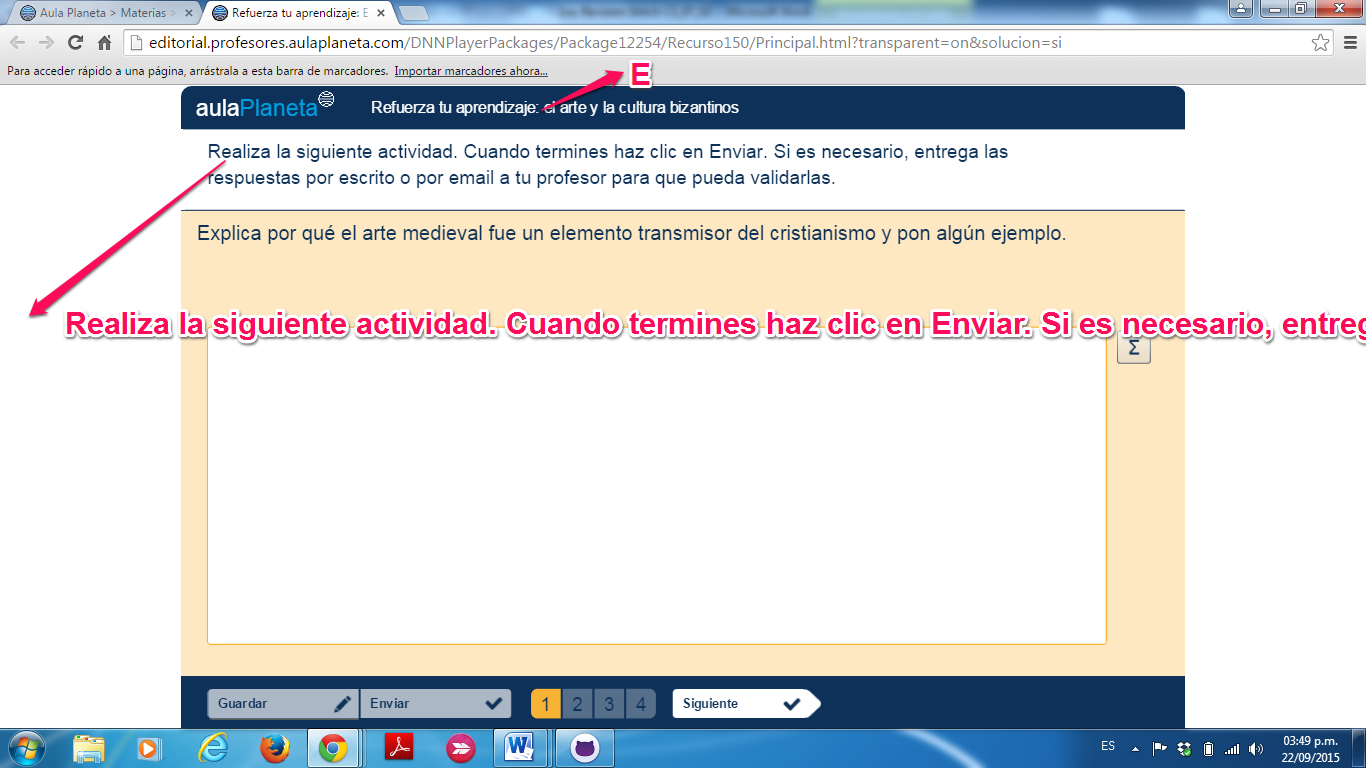 Aula Planeta > Materias >
Refuerza tu aprendizaje: E
editorial.profesores.aulaplaneta.com/DNNPlayerPackages/Package12254/Recurso150/Principal.html?transparent=on&solucion=si
Para acceder rápido a una página, arrástrala a esta barra de marcadores. Importar marcadores ahora...
E
aulaPlaneta
Refuerza tu aprendizaje: el arte y la cultura bizantinos
Realiza la siguiente actividad. Cuando termines haz clic en Enviar. Si es necesario, entrega las
respuestas por escrito o por email a tu profesor para que pueda validarlas.
Explica por qué el arte medieval fue un elemento transmisor del cristianismo y pon algún ejemplo.
Realiza la siguiente actividad. Cuando termines haz clic en Enviar. Si es necesario, entreg
Σ
Guardar
Enviar
1 2 3 4
Siguiente
ES
03:49 p.m.
22/09/2015